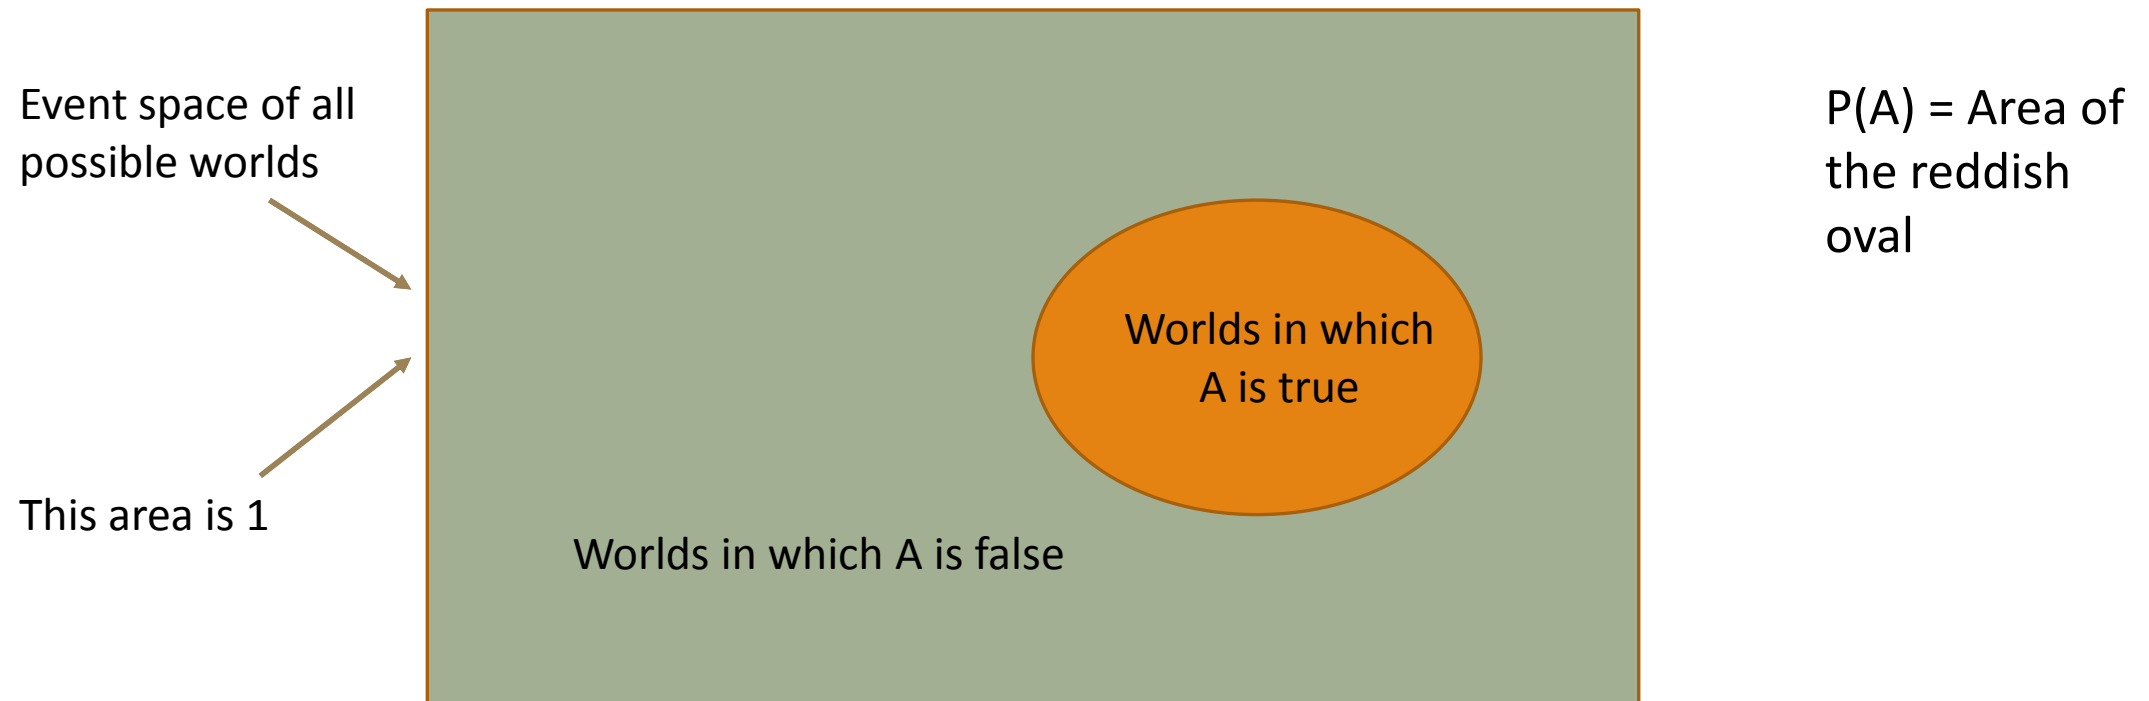 Event space of all
possible worlds
This area is 1
Worlds in which
A is true
Worlds in which A is false
P(A) = Area of
the reddish
oval